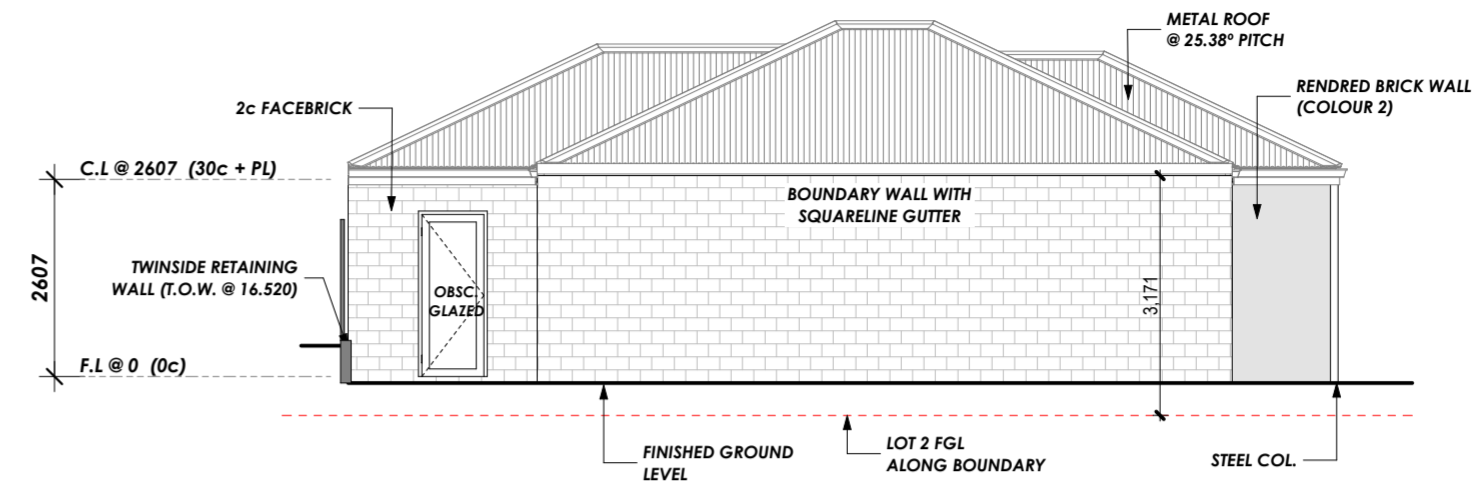 METAL ROOF
@ 25.38º PITCH
RENDRED BRICK WALL
(COLOUR 2)
2c FACEBRICK
C.L @ 2607 (30c + PL)
BOUNDARY WALL WITH
SQUARELINE GUTTER
2607
TWINSIDE RETAINING
WALL (T.O.W. @ 16.520)
OBSC.
GLAZED
3,171
F.L @ 0 (0c)
FINISHED GROUND
LEVEL
LOT 2 FGL
ALONG BOUNDARY
STEEL COL.